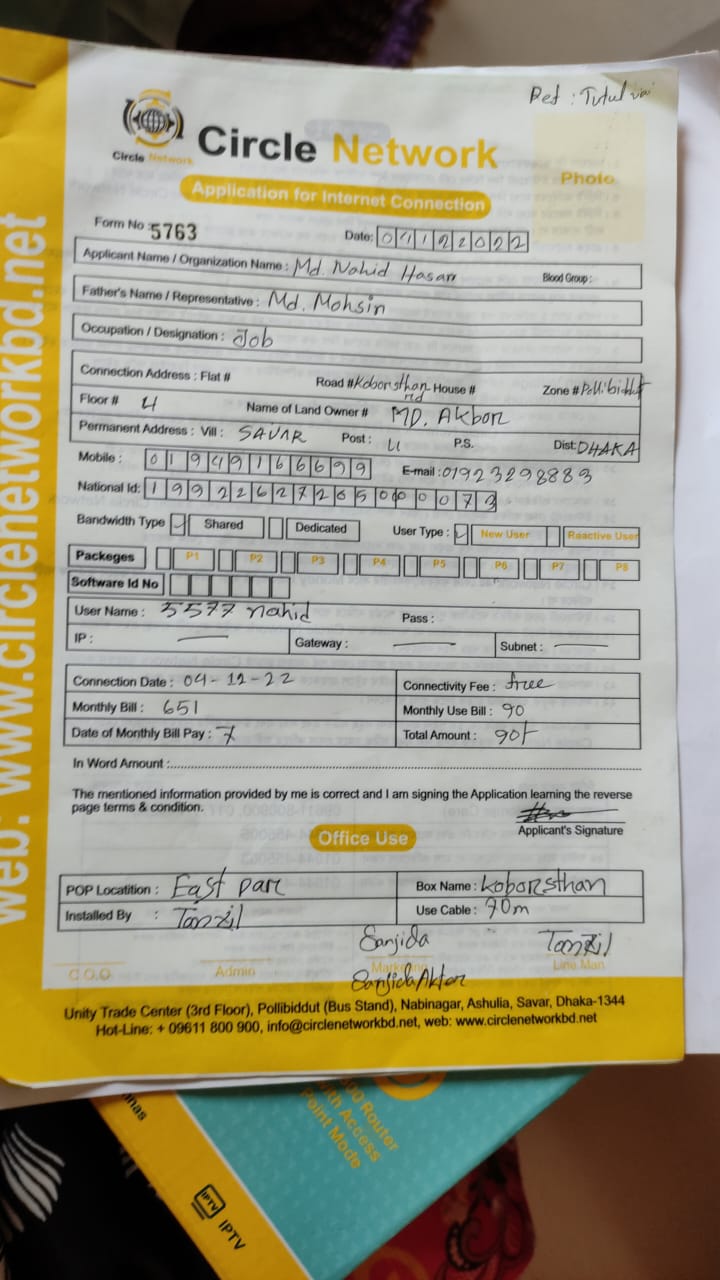 Ref : Tutul vai
Circle Network
Circle Network
Photo
Application for Internet Connection
Form No : 5763
Date: 04122022
Applicant Name / Organization Name : Md. Nahid Hasan Blood Group :
Father's Name / Representative : Md. Mohsin
Occupation / Designation : Job
Connection Address : Flat # Road # Koborsthan rd House # Zone # Pollibiddut
Floor # 4 Name of Land Owner # MD. Akbor
Permanent Address : Vill : SAVAR Post : P.S. Dist: DHAKA
Mobile : 01949166699 E-mail : 01923298883
National Id: 19922627265000073
Bandwidth Type Shared Dedicated User Type : New User Reactive User
Packeges P1 P2 P3 P4 P5 P6 P7 P8
Software Id No
User Name : 5577 nahid Pass :
IP : Gateway : Subnet :
Connection Date : 04-12-22 Connectivity Fee : free
Monthly Bill : 651 Monthly Use Bill : 90
Date of Monthly Bill Pay : 7 Total Amount : 90/-
In Word Amount :
The mentioned information provided by me is correct and I am signing the Application learning the reverse
page terms & condition.
Applicant's Signature
Office Use
POP Locatition : East Box Name : Koborsthan
Installed By : Tanzil Use Cable : 90m
Sanjida Tanzil
C.O.O Admin Line Man
Sanjida Akter
Unity Trade Center (3rd Floor), Pollibiddut (Bus Stand), Nabinagar, Ashulia, Savar, Dhaka-1344
Hot-Line: + 09611 800 900, info@circlenetworkbd.net, web: www.circlenetworkbd.net
web: www.circlenetworkbd.net
Router
with Access
Point Mode
IPTV
IPTV